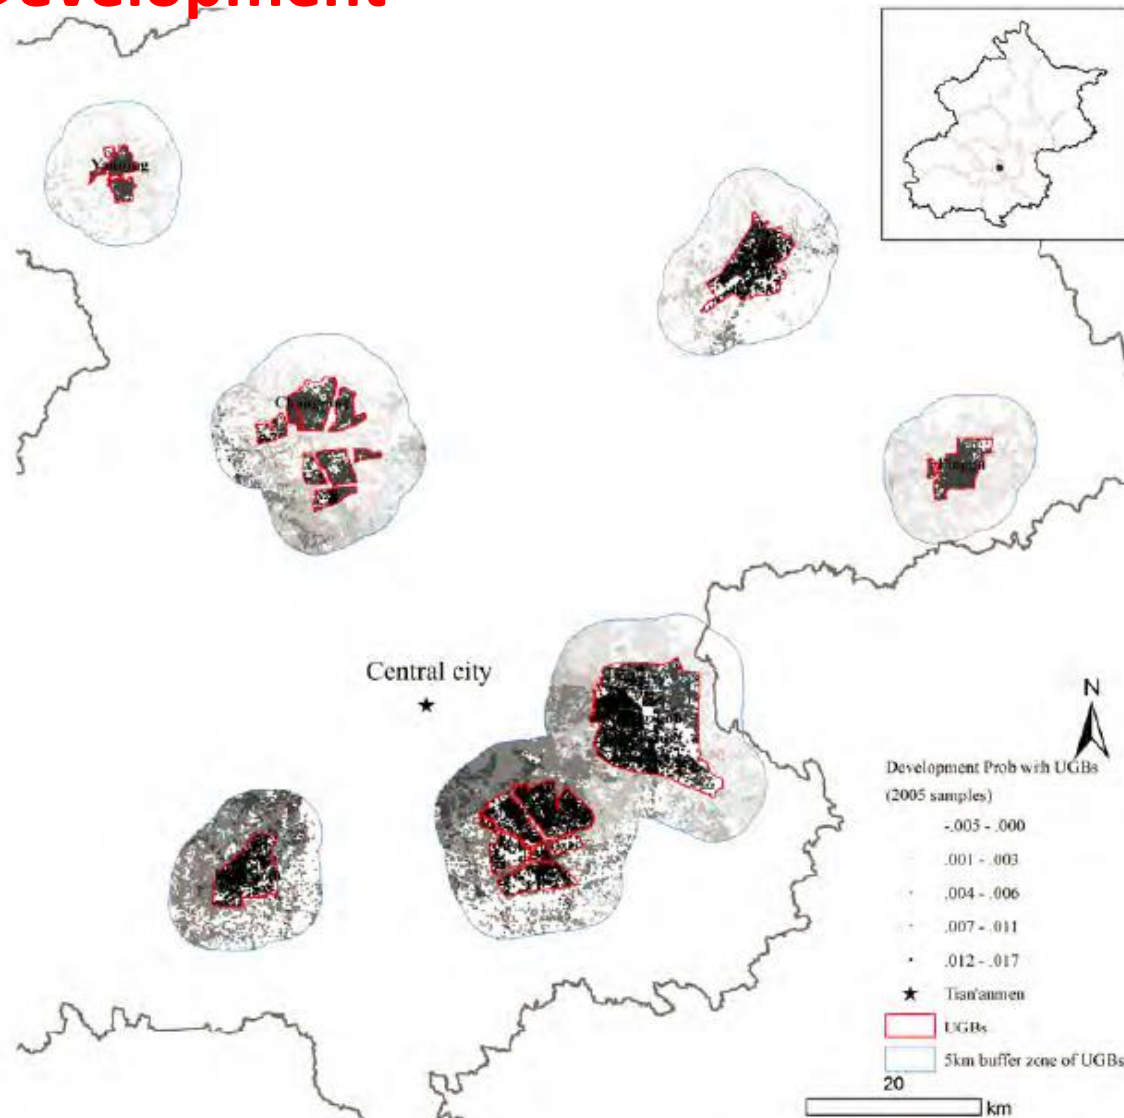 Development
Central city
N
Development Prob with UGBs
(2005 samples)
-.005 - .000
.001 - .003
.004 - .006
.007 - .011
.012 - .017
Tian'anmen
UGBs
5km buffer zone of UGBs
20
km